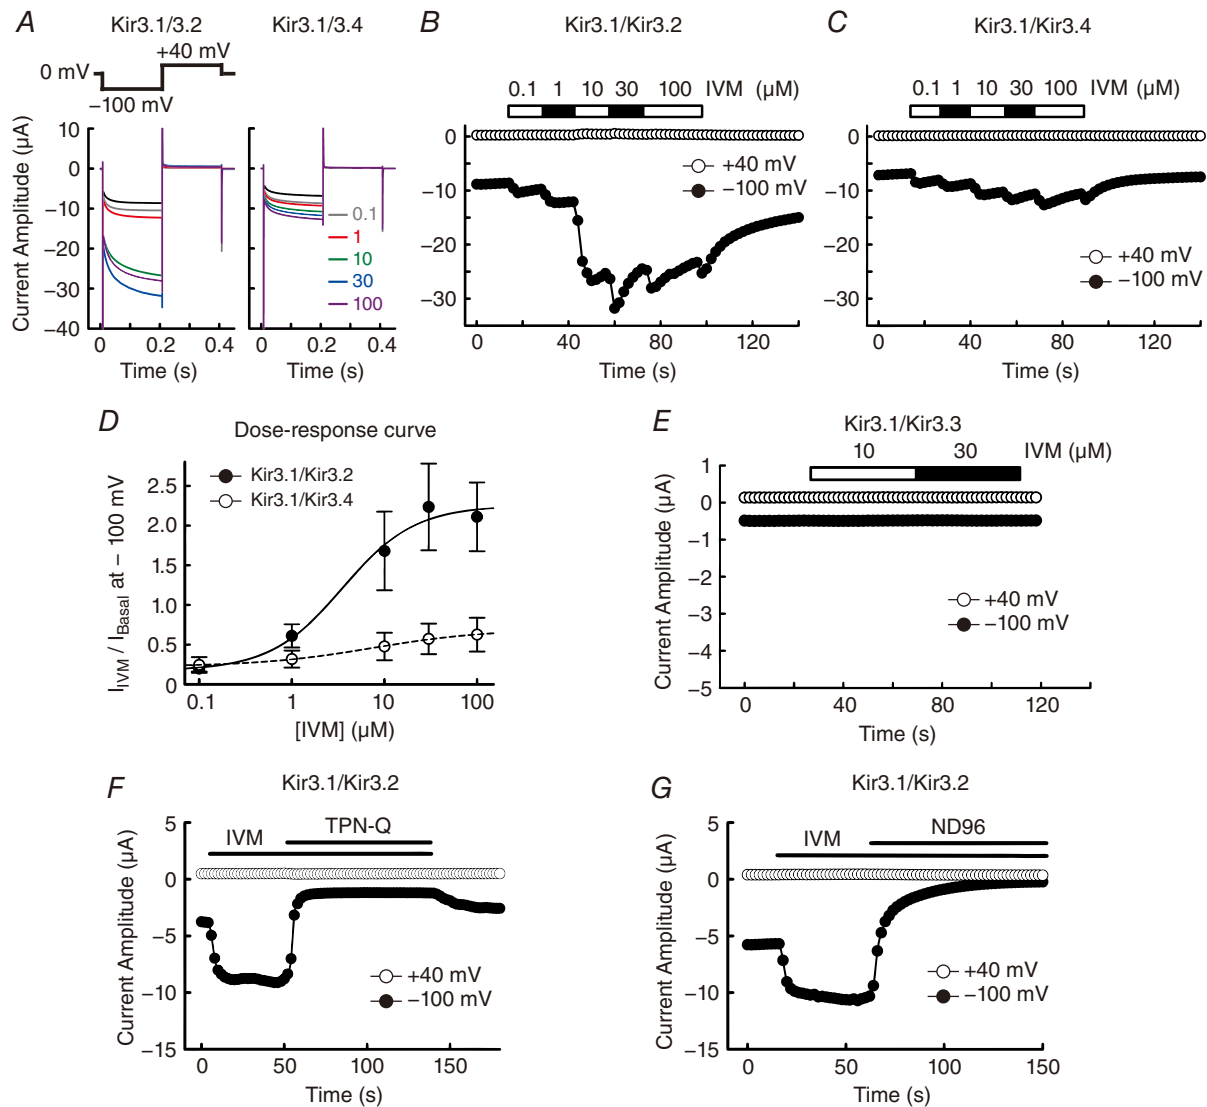 A
Kir3.1/3.2
Kir3.1/3.4
+40 mV
0 mV
−100 mV
Current Amplitude (µA)
10
0
−10
−20
−30
−40
0.1
1
10
30
100
0
0.2
0.4
0
0.2
0.4
Time (s)
Time (s)
B
Kir3.1/Kir3.2
0.1
1
10
30
100
IVM (µM)
+40 mV
−100 mV
0
−10
−20
−30
0
40
80
120
Time (s)
C
Kir3.1/Kir3.4
0.1
1
10
30
100
IVM (µM)
+40 mV
−100 mV
0
−10
−20
−30
0
40
80
120
Time (s)
D
Dose-response curve
Kir3.1/Kir3.2
Kir3.1/Kir3.4
I_IVM / I_Basal at − 100 mV
2.5
2.0
1.5
1.0
0.5
0
0.1
1
10
100
[IVM] (µM)
E
Kir3.1/Kir3.3
10
30
IVM (µM)
Current Amplitude (µA)
1
0
−1
−2
−3
−4
−5
+40 mV
−100 mV
0
40
80
120
Time (s)
F
Kir3.1/Kir3.2
IVM
TPN-Q
Current Amplitude (µA)
5
0
−5
−10
−15
+40 mV
−100 mV
0
50
100
150
Time (s)
G
Kir3.1/Kir3.2
IVM
ND96
Current Amplitude (µA)
5
0
−5
−10
−15
+40 mV
−100 mV
0
50
100
150
Time (s)